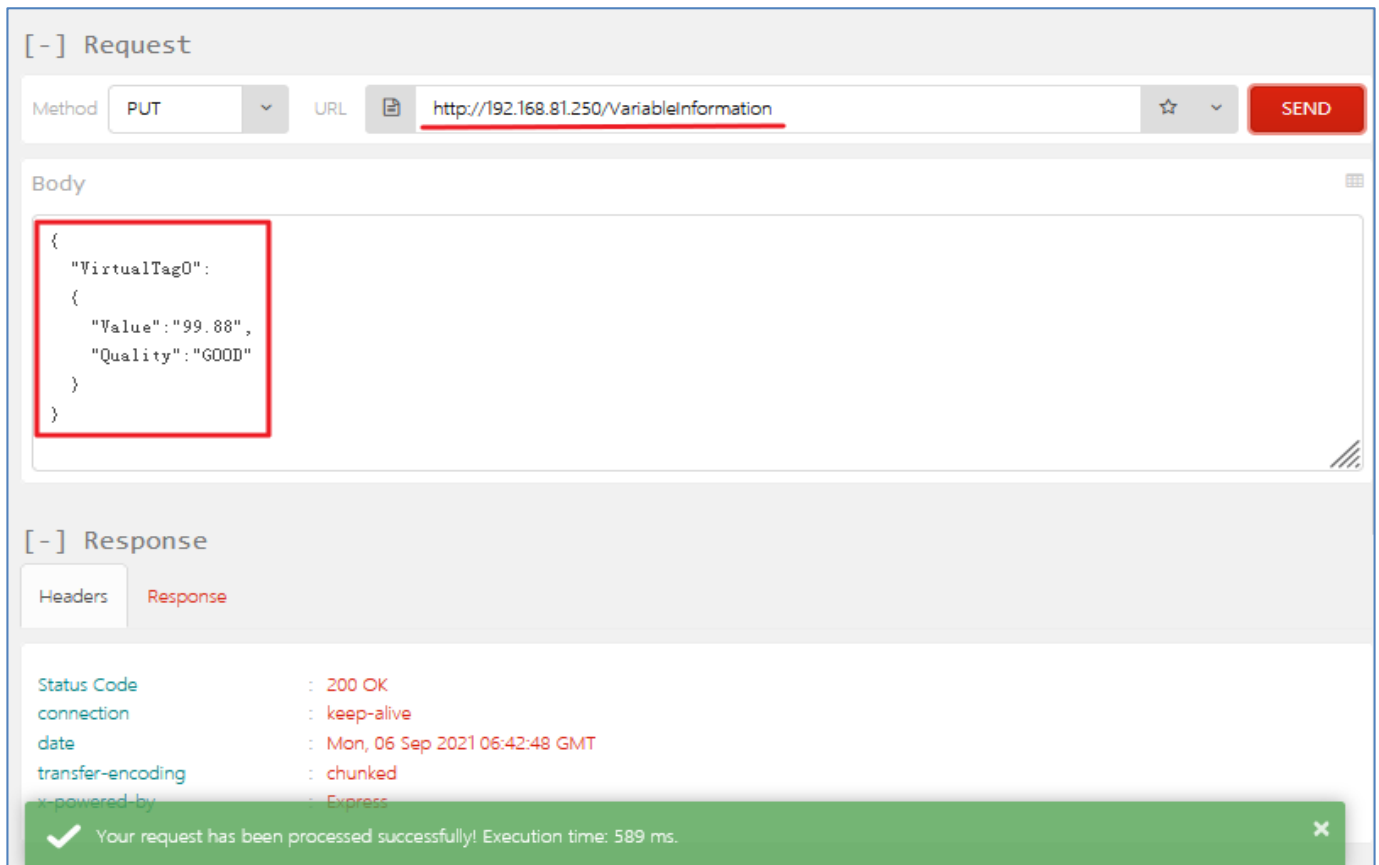 [-] Request
Method PUT URL http://192.168.81.250/VariableInformation SEND
Body
{
"VirtualTag0":
{
"Value":"99.88",
"Quality":"GOOD"
}
}
[-] Response
Headers Response
Status Code : 200 OK
connection : keep-alive
date : Mon, 06 Sep 2021 06:42:48 GMT
transfer-encoding : chunked
x-powered-by : Express
Your request has been processed successfully! Execution time: 589 ms.